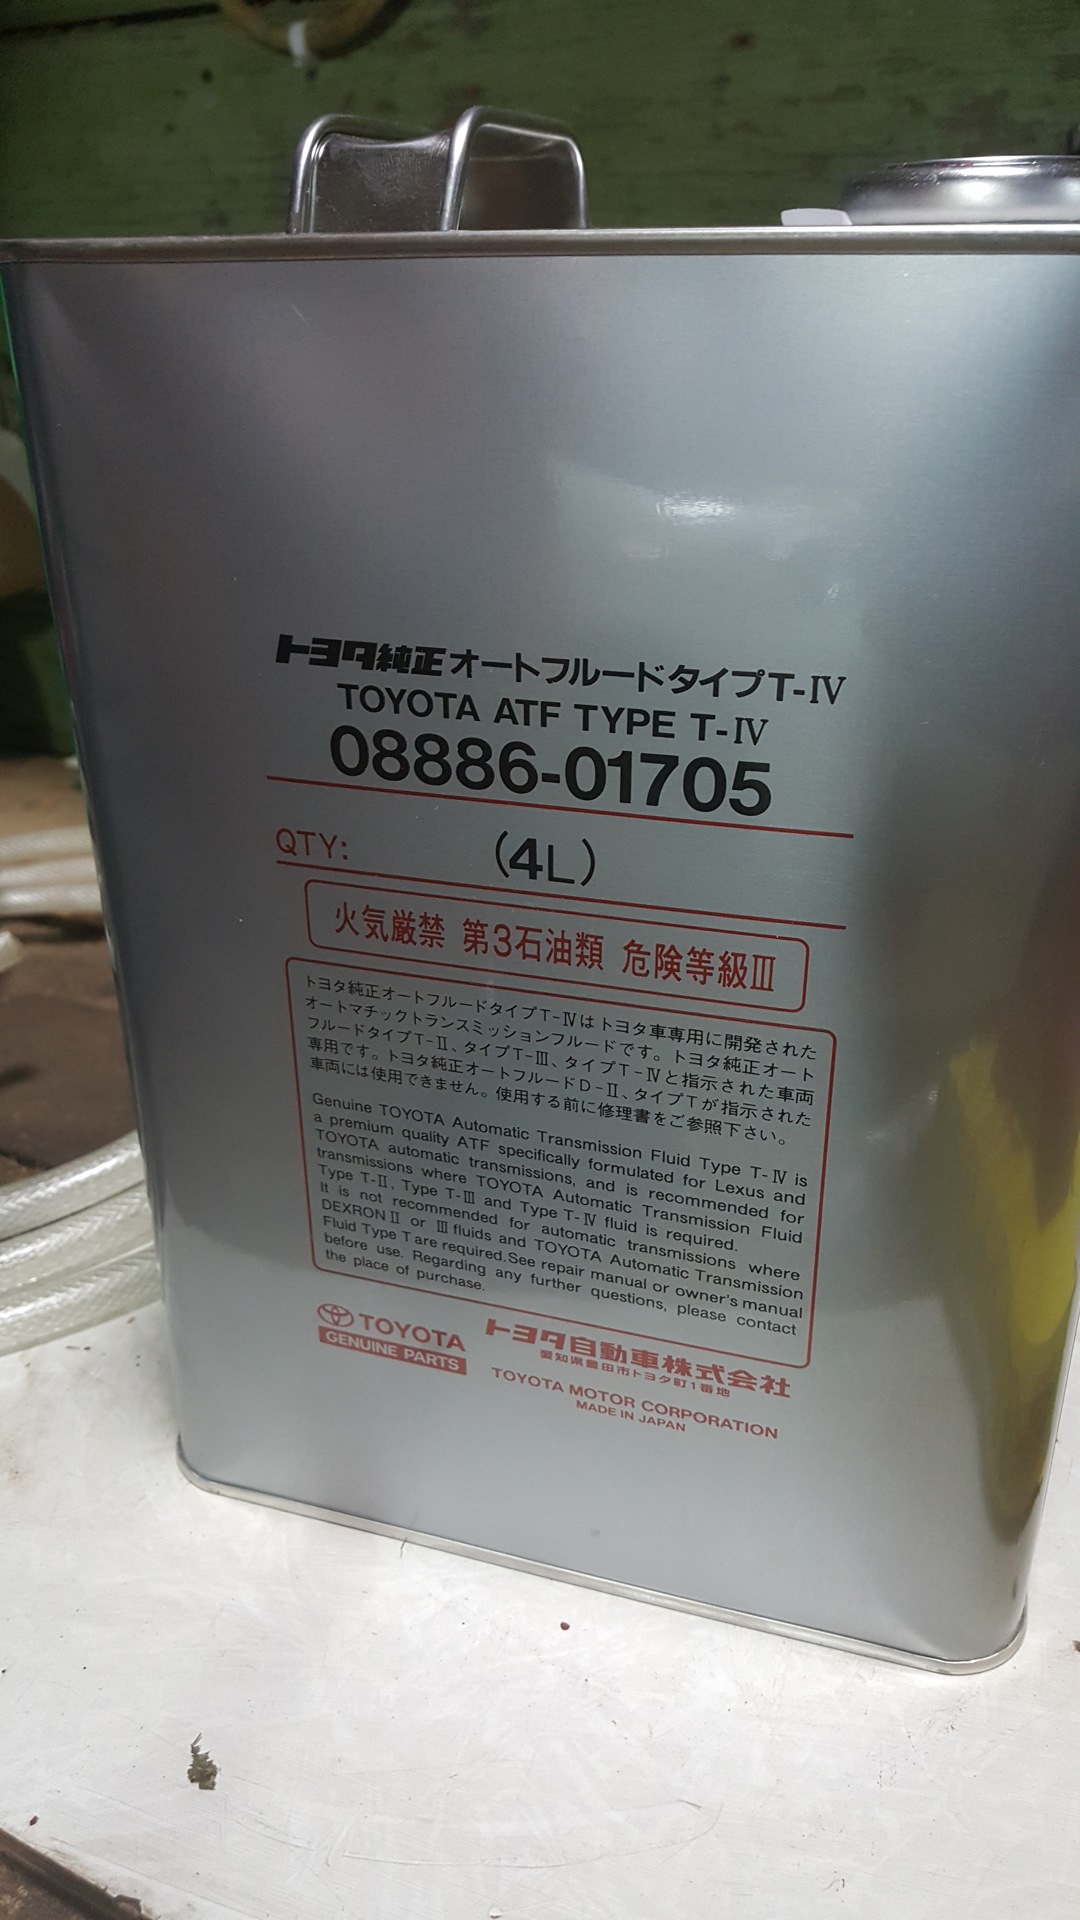 トヨタ純正オートフルードタイプT-Ⅳ
TOYOTA ATF TYPE T-Ⅳ
08886-01705
QTY: (4L)
火気厳禁 第3石油類 危険等級Ⅲ
トヨタ純正オートフルードタイプT-Ⅳはトヨタ車専用に開発された
オートマチックトランスミッションフルードです。トヨタ純正オート
フルードタイプT-Ⅱ、タイプT-Ⅲ、タイプT-Ⅳと指示された車両
専用です。トヨタ純正オートフルードD-Ⅱ、タイプTが指示された
車両には使用できません。使用する前に修理書をご参照下さい。
Genuine TOYOTA Automatic Transmission Fluid Type T-Ⅳ is
a premium quality ATF specifically formulated for Lexus and
TOYOTA automatic transmissions, and is recommended for
transmissions where TOYOTA Automatic Transmission Fluid
Type T-Ⅱ, Type T-Ⅲ and Type T-Ⅳ fluid is required.
It is not recommended for automatic transmissions where
DEXRONⅡ or Ⅲ fluids and TOYOTA Automatic Transmission
Fluid Type T are required. See repair manual or owner's manual
before use. Regarding any further questions, please contact
the place of purchase.
TOYOTA
GENUINE PARTS
トヨタ自動車株式会社
愛知県豊田市トヨタ町1番地
TOYOTA MOTOR CORPORATION
MADE IN JAPAN